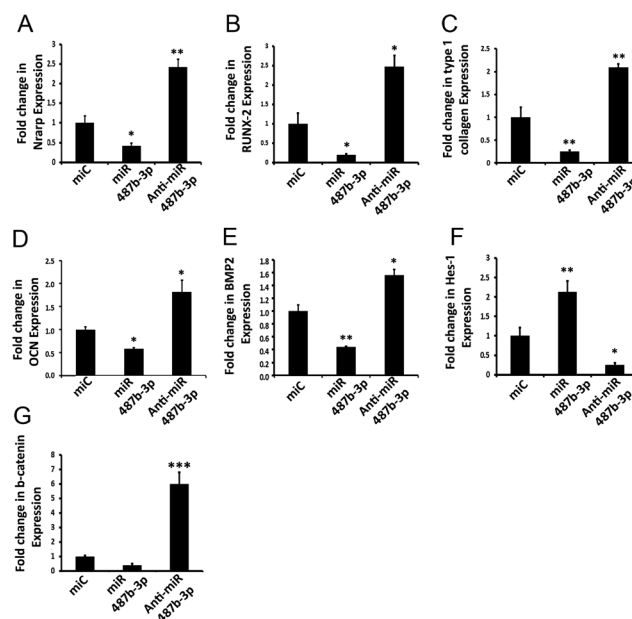 A
Fold change in
Nrarp Expression
3
2.5
2
1.5
1
0.5
0
*
**
miC
miR
487b-3p
Anti-miR
487b-3p
B
Fold change in
RUNX-2 Expression
3
2.5
2
1.5
1
0.5
0
*
*
miC
miR
487b-3p
Anti-miR
487b-3p
C
Fold change in type 1
collagen Expression
2.5
2
1.5
1
0.5
0
**
**
miC
miR
487b-3p
Anti-miR
487b-3p
D
Fold change in
OCN Expression
2.5
2
1.5
1
0.5
0
*
*
miC
miR
487b-3p
Anti-miR
487b-3p
E
Fold change in BMP2
Expression
1.8
1.6
1.4
1.2
1.0
0.8
0.6
0.4
0.2
0.0
**
*
miC
miR
487b-3p
Anti-miR
487b-3p
F
Fold change in Hes-1
Expression
3
2.5
2
1.5
1
0.5
0
**
*
miC
miR
487b-3p
Anti-miR
487b-3p
G
Fold change in b-catenin
Expression
8
7
6
5
4
3
2
1
0
***
miC
miR
487b-3p
Anti-miR
487b-3p